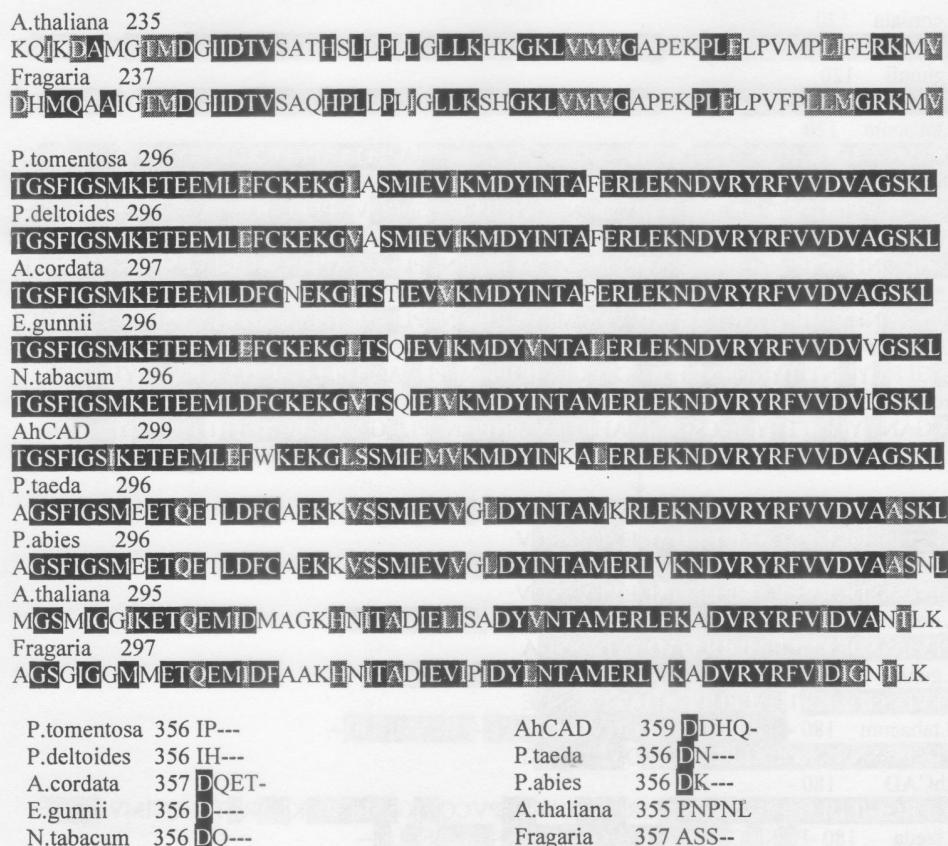 A.thaliana 235
KQIKDAMGTMDGIIDTVSATHSLLPLLGLLKHKGKLVMVGAPEKPLELPVMPLIFERKMV
Fragaria 237
DHMQAAIGTMDGIIDTVSAQHPLLPLIGLLKSHGKLVMVGAPEKPLELPVFPLLMGRKMV
P.tomentosa 296
TGSFIGSMKETEEMLEFCKEKGLASMIEVIKMDYINTAFERLEKNDVRYRFVVDVAGSKL
P.deltoides 296
TGSFIGSMKETEEMLEFCKEKGVASMIEVIKMDYINTAFERLEKNDVRYRFVVDVAGSKL
A.cordata 297
TGSFIGSMKETEEMLDFCNEKGITSTIEVVKMDYINTAFERLEKNDVRYRFVVDVAGSKL
E.gunnii 296
TGSFIGSMKETEEMLEFCKEKGLTSQIEVIKMDYVNTALERLEKNDVRYRFVVDVVGSKL
N.tabacum 296
TGSFIGSMKETEEMLDFCKEKGVTSQIEIVKMDYINTAMERLEKNDVRYRFVVDVIGSKL
AhCAD 299
TGSFIGSIKETEEMLEFWKEKGLSSMIEMVKMDYINKALERLEKNDVRYRFVVDVAGSKL
P.taeda 296
AGSFIGSMEETQETLDFCAEKKVSSMIEVVGLDYINTAMKRLEKNDVRYRFVVDVAASKL
P.abies 296
AGSFIGSMEETQETLDFCAEKKVSSMIEVVGLDYINTAMERLVKNDVRYRFVVDVAASNL
A.thaliana 295
MGSMIGGIKETQEMIDMAGKHNITADIELISADYVNTAMERLEKADVRYRFVIDVANTLK
Fragaria 297
AGSGIGGMMETQEMIDFAAKHNITADIEVIPIDYLNTAMERLVKADVRYRFVIDIGNTLK
P.tomentosa 356 IP---
P.deltoides 356 IH---
A.cordata 357 DQET-
E.gunnii 356 D----
N.tabacum 356 DQ---
AhCAD 359 DDHQ-
P.taeda 356 DN---
P.abies 356 DK---
A.thaliana 355 PNPNL
Fragaria 357 ASS--